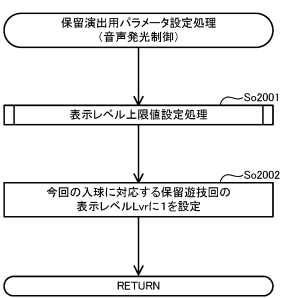 保留演出用パラメータ設定処理
（音声発光制御）
So2001
表示レベル上限値設定処理
So2002
今回の入球に対応する保留遊技回の
表示レベルLvrに1を設定
RETURN